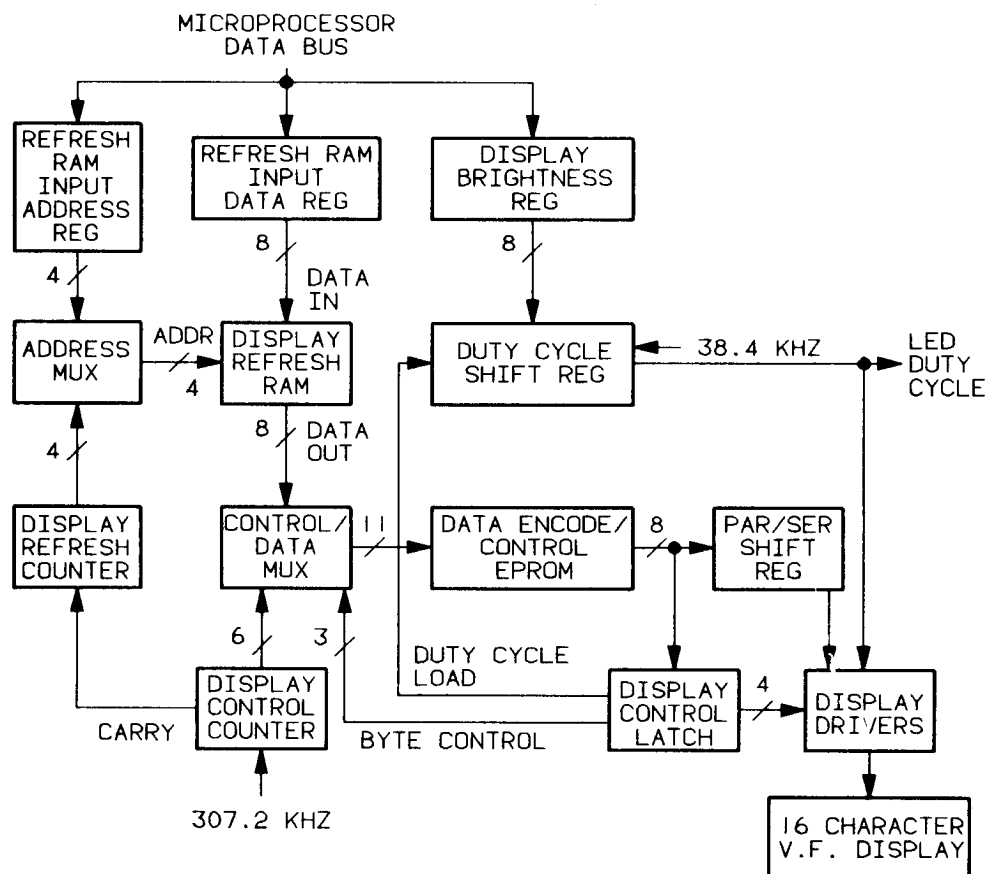 MICROPROCESSOR
DATA BUS
REFRESH
RAM
INPUT
ADDRESS
REG
REFRESH RAM
INPUT
DATA REG
DISPLAY
BRIGHTNESS
REG
4
8
8
DATA
IN
ADDRESS
MUX
ADDR
4
DISPLAY
REFRESH
RAM
DUTY CYCLE
SHIFT REG
38.4 KHZ
LED
DUTY
CYCLE
4
8
DATA
OUT
DISPLAY
REFRESH
COUNTER
CONTROL/
DATA
MUX
11
DATA ENCODE/
CONTROL
EPROM
8
PAR/SER
SHIFT
REG
6
3
DUTY CYCLE
LOAD
CARRY
DISPLAY
CONTROL
COUNTER
BYTE CONTROL
DISPLAY
CONTROL
LATCH
4
DISPLAY
DRIVERS
307.2 KHZ
16 CHARACTER
V.F. DISPLAY